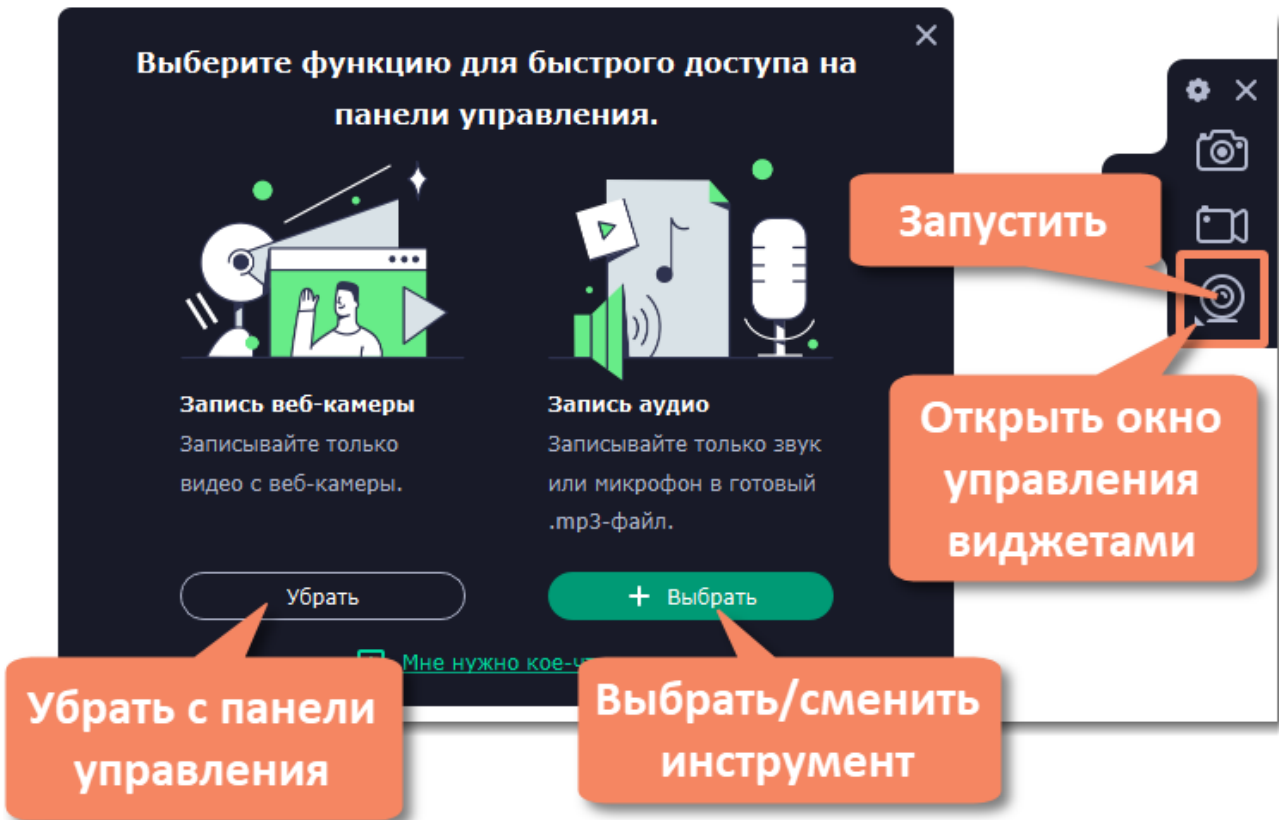 Выберите функцию для быстрого доступа на
панели управления.
Запись веб-камеры
Записывайте только
видео с веб-камеры.
Убрать
Запись аудио
Записывайте только звук
или микрофон в готовый
.mp3-файл.
+ Выбрать
Мне нужно
Запустить
Открыть окно
управления
виджетами
Убрать с панели
управления
Выбрать/сменить
инструмент